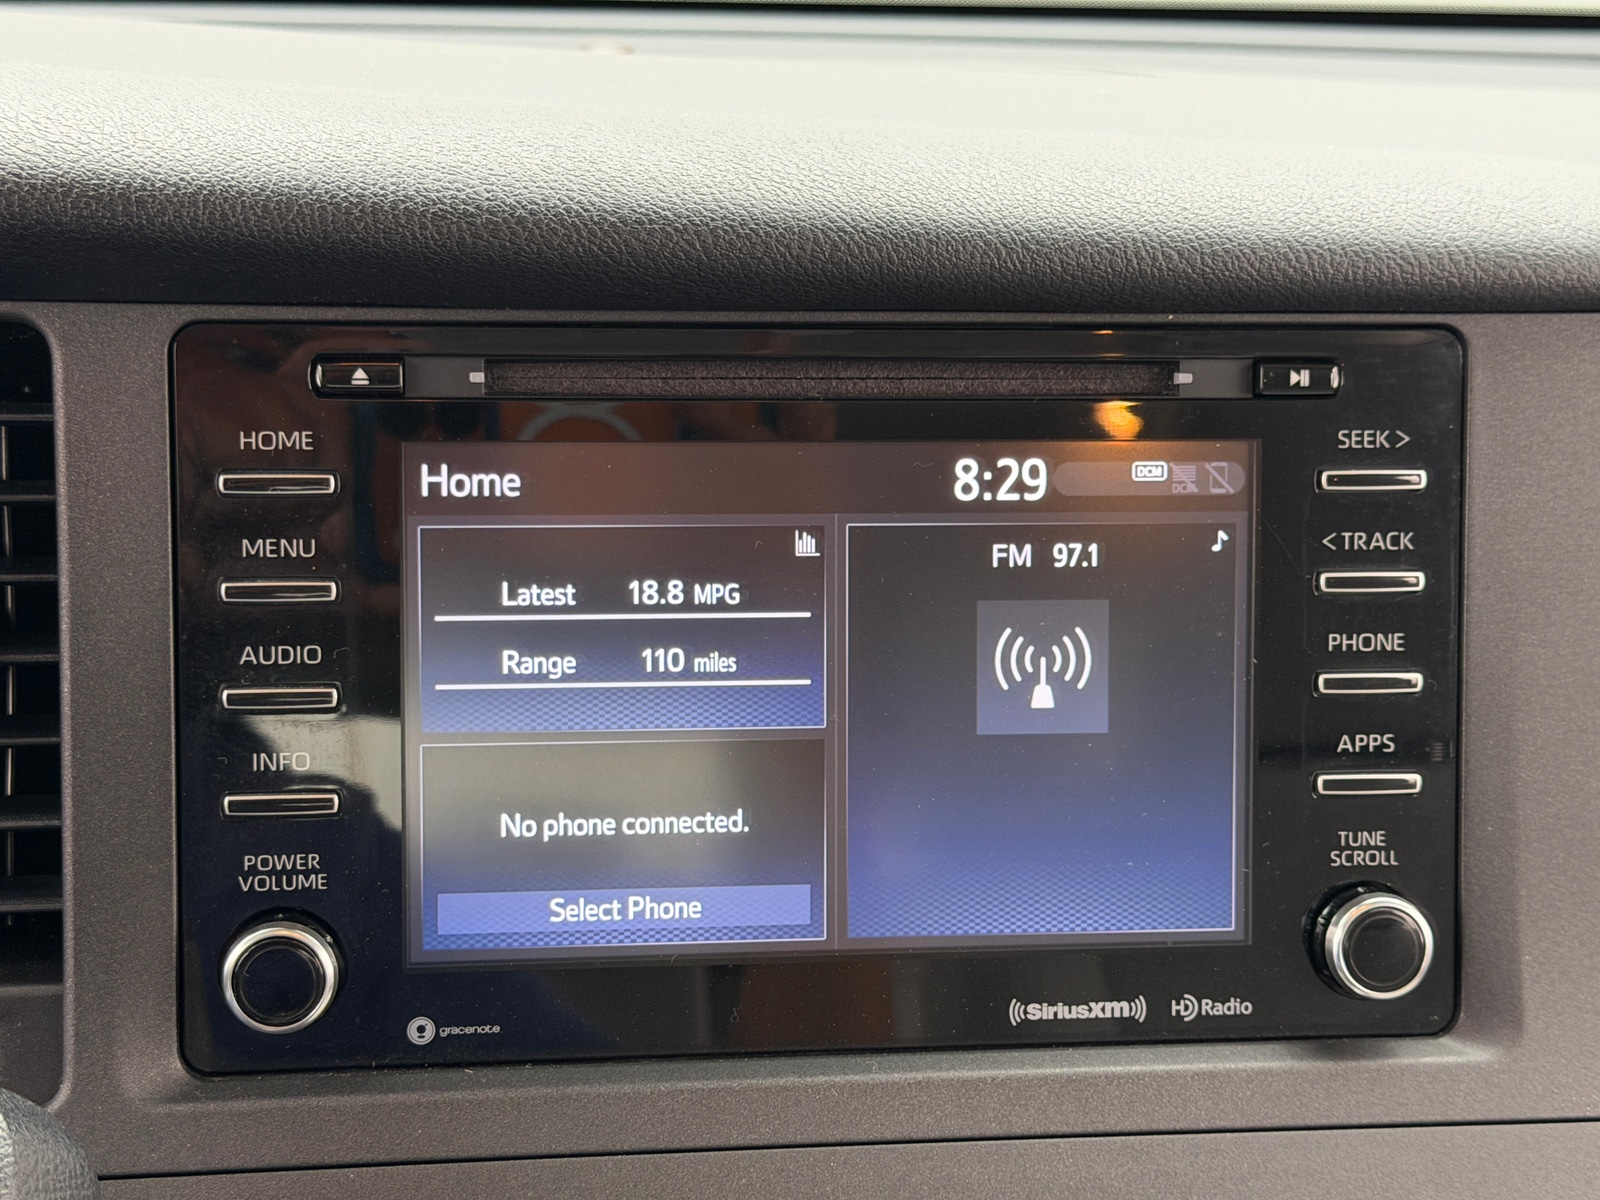 HOME
MENU
AUDIO
INFO
POWER
VOLUME
Home
8:29
DCM
DCM
Latest 18.8 MPG
Range 110 miles
No phone connected.
Select Phone
FM 97.1
SEEK >
< TRACK
PHONE
APPS
TUNE
SCROLL
gracenote
SiriusXM
HD Radio